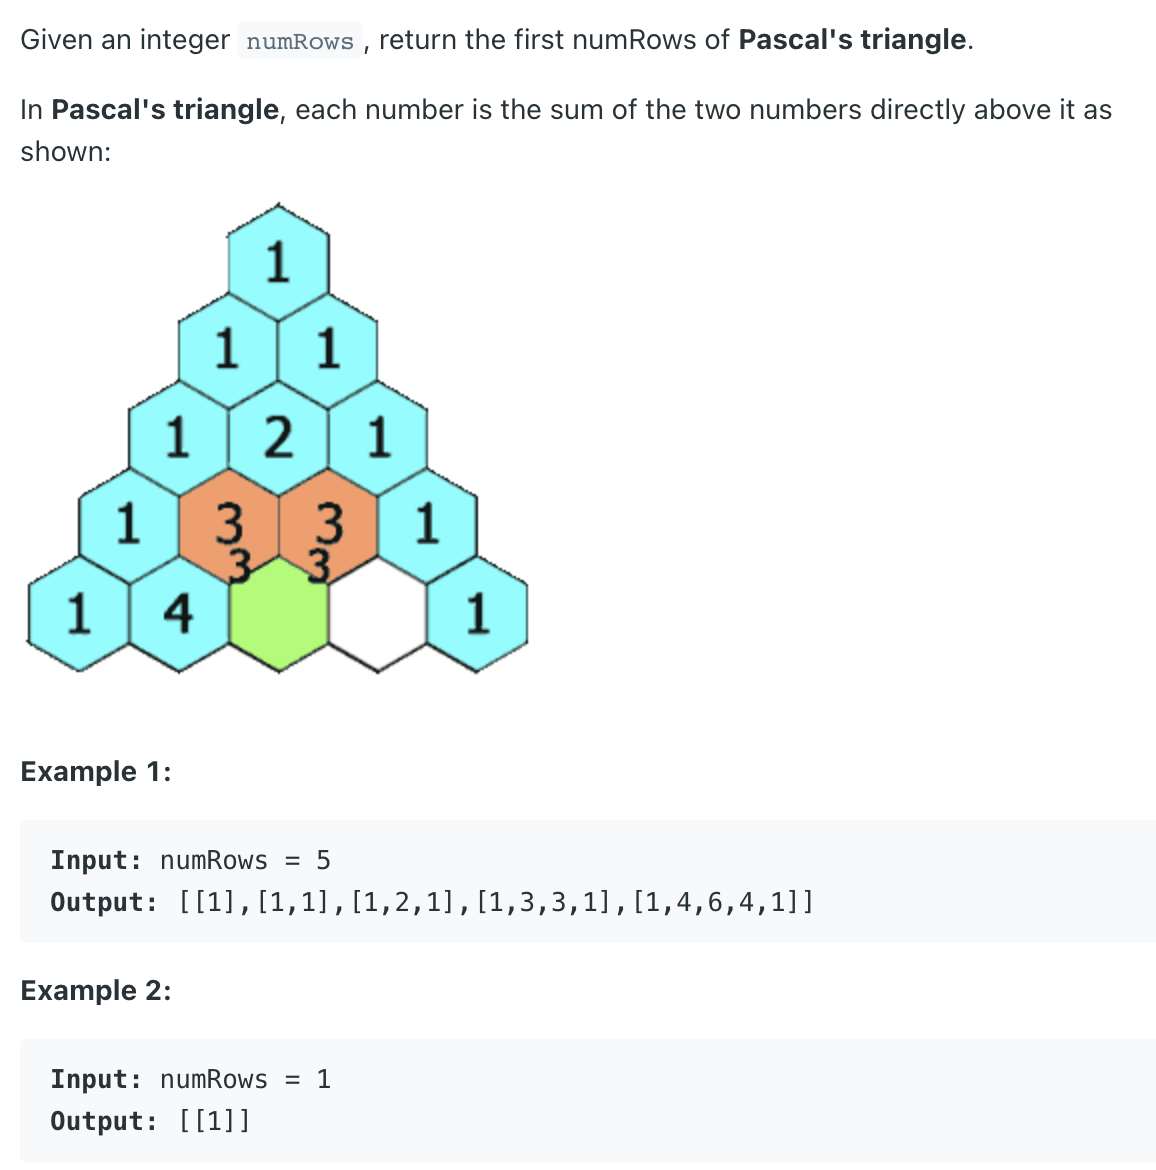 Given an integer numRows , return the first numRows of Pascal's triangle.
In Pascal's triangle, each number is the sum of the two numbers directly above it as
shown:
1
1 1
1 2 1
1 3 3 1
3 3
1 4 1
Example 1:
Input: numRows = 5
Output: [[1],[1,1],[1,2,1],[1,3,3,1],[1,4,6,4,1]]
Example 2:
Input: numRows = 1
Output: [[1]]